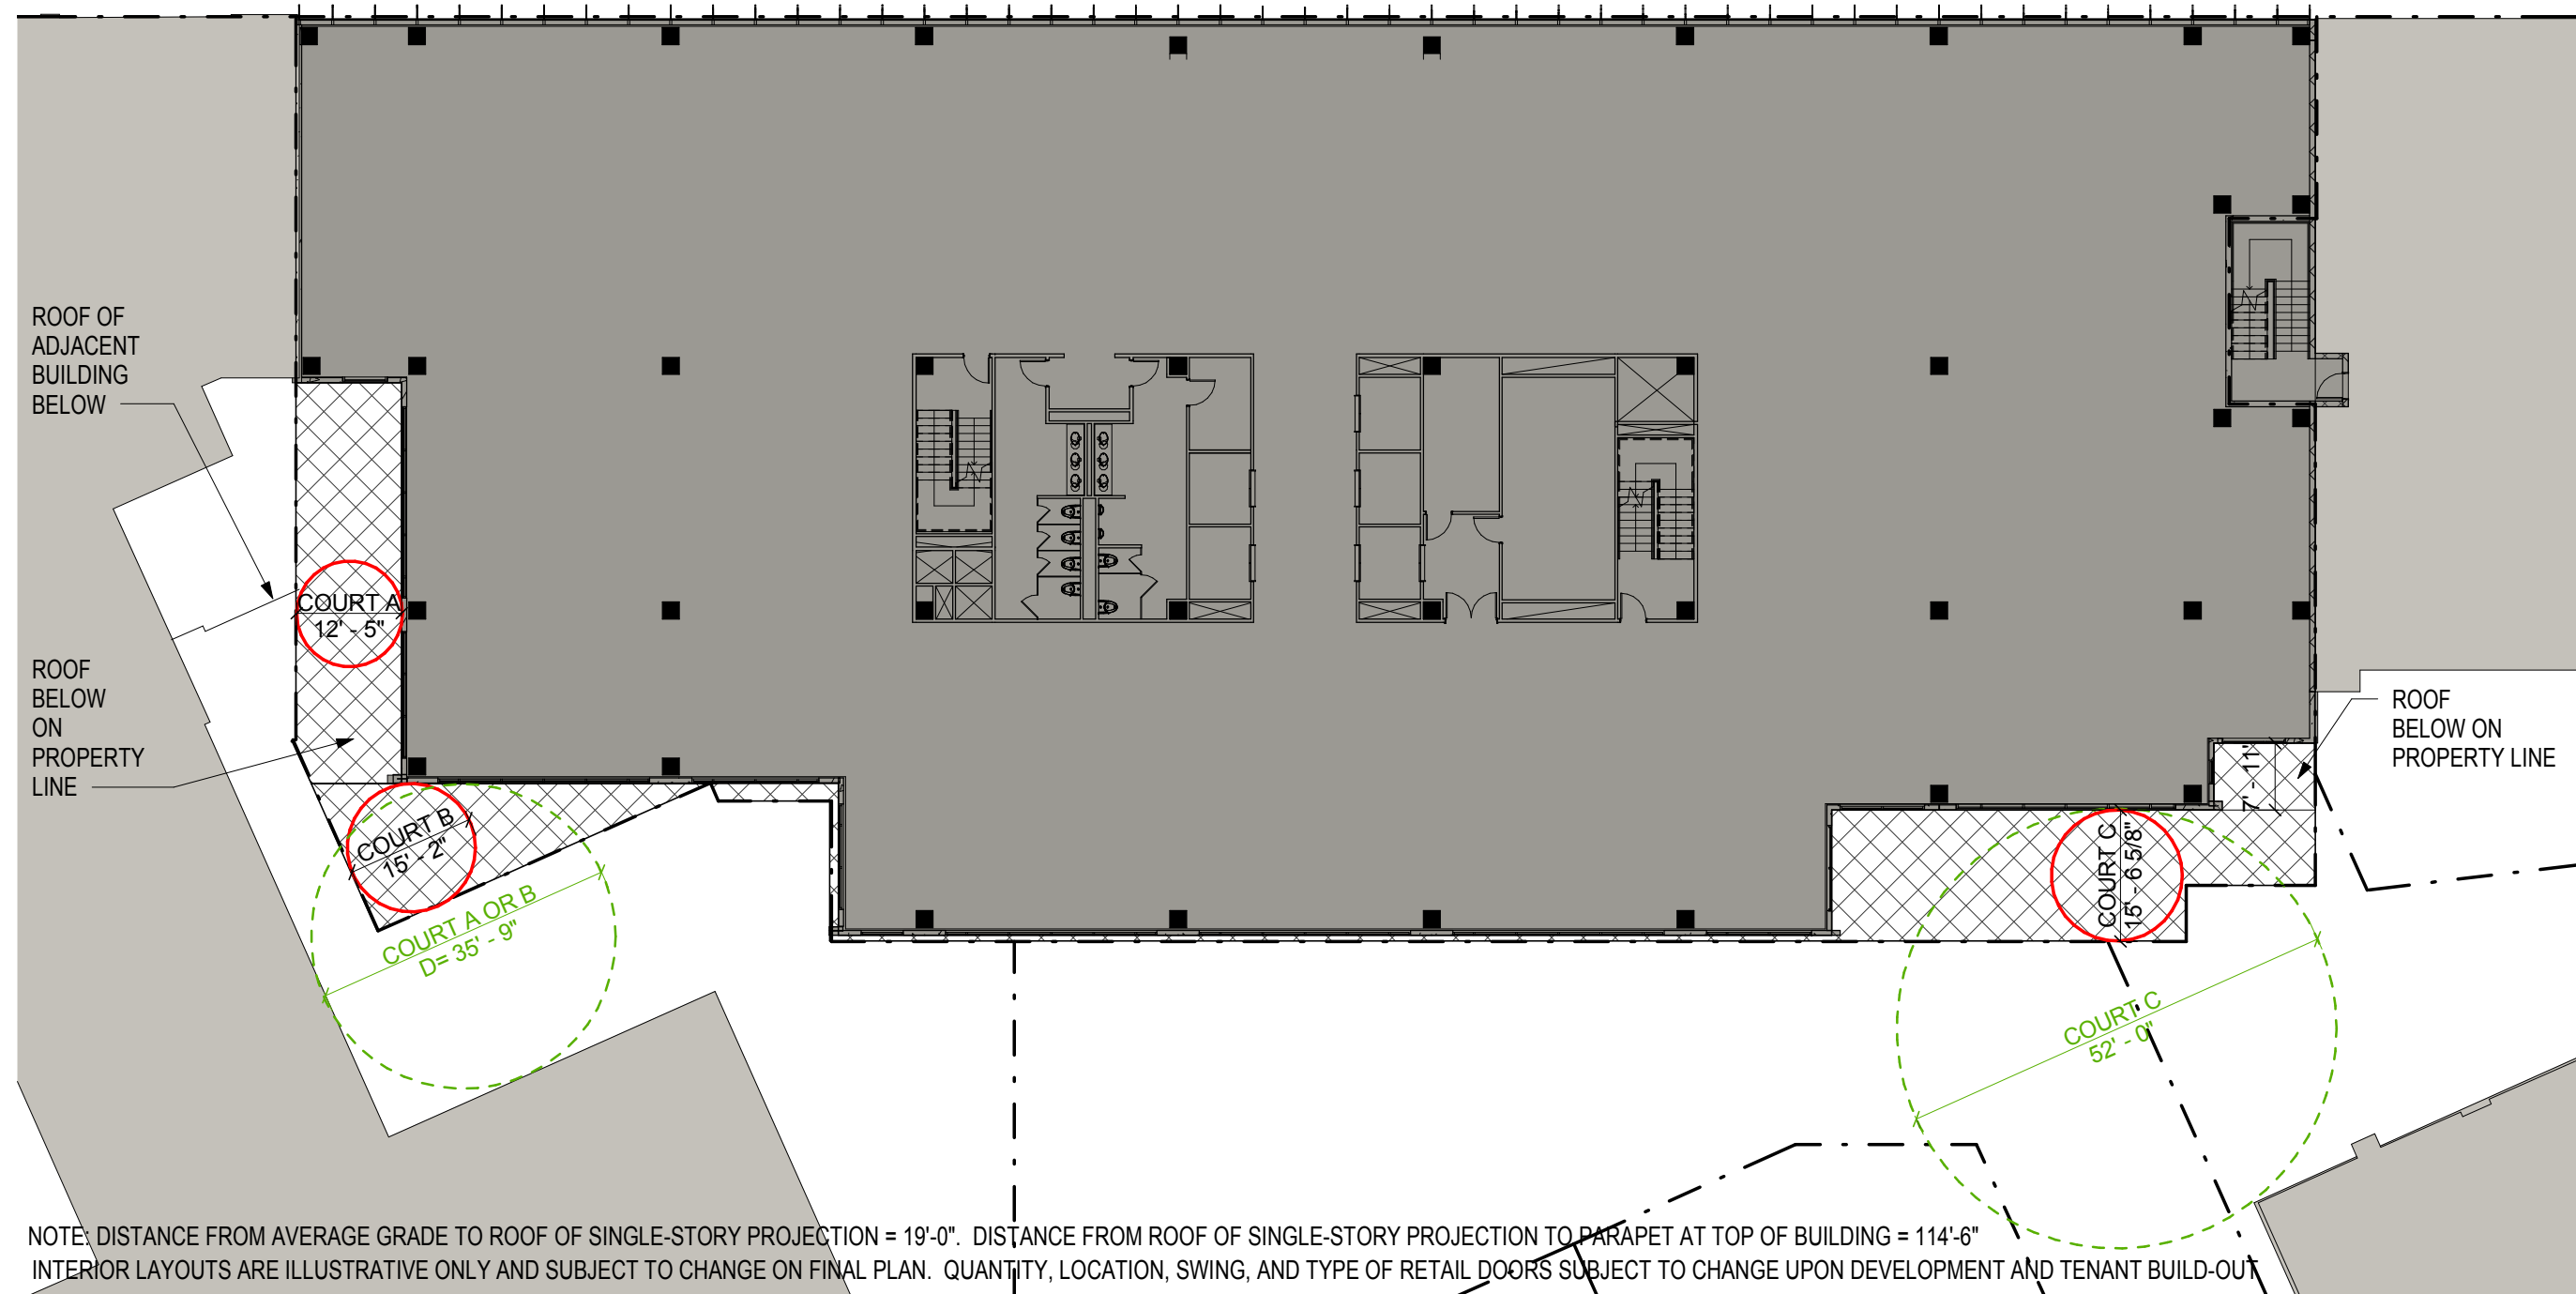 ROOF OF
ADJACENT
BUILDING
BELOW
COURT A
12' - 5"
ROOF
BELOW
ON
PROPERTY
LINE
COURT B
15' - 2"
COURT A OR B
D= 35' - 9"
COURT C
15' - 6 5/8"
7' - 11"
ROOF
BELOW ON
PROPERTY LINE
COURT C
52' - 0"
NOTE: DISTANCE FROM AVERAGE GRADE TO ROOF OF SINGLE-STORY PROJECTION = 19'-0". DISTANCE FROM ROOF OF SINGLE-STORY PROJECTION TO PARAPET AT TOP OF BUILDING = 114'-6"
INTERIOR LAYOUTS ARE ILLUSTRATIVE ONLY AND SUBJECT TO CHANGE ON FINAL PLAN. QUANTITY, LOCATION, SWING, AND TYPE OF RETAIL DOORS SUBJECT TO CHANGE UPON DEVELOPMENT AND TENANT BUILD-OUT